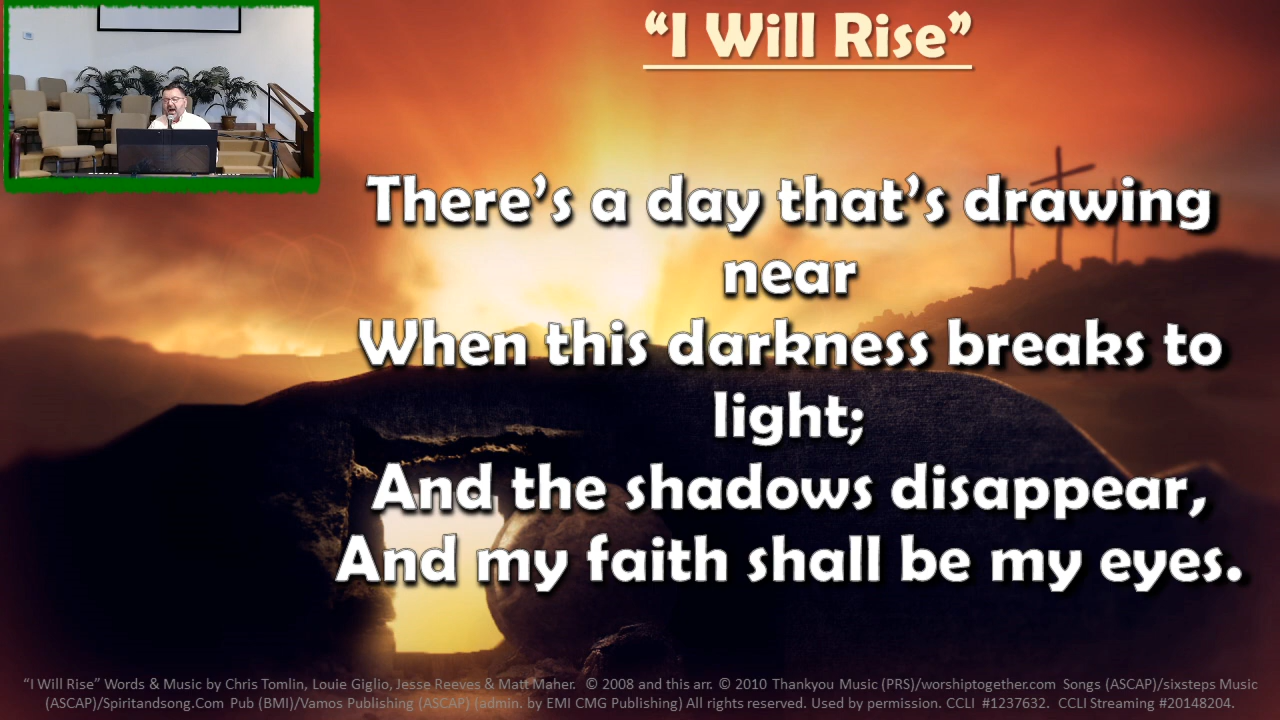 “I Will Rise”
There’s a day that’s drawing
near
When this darkness breaks to
light;
And the shadows disappear,
And my faith shall be my eyes.
“I Will Rise” Words & Music by Chris Tomlin, Louie Giglio, Jesse Reeves & Matt Maher. © 2008 and this arr. © 2010 Thankyou Music (PRS)/worshiptogether.com Songs (ASCAP)/sixsteps Music
(ASCAP)/Spiritandsong.Com Pub (BMI)/Vamos Publishing (ASCAP) (admin. by EMI CMG Publishing) All rights reserved. Used by permission. CCLI #1237632. CCLI Streaming #20148204.